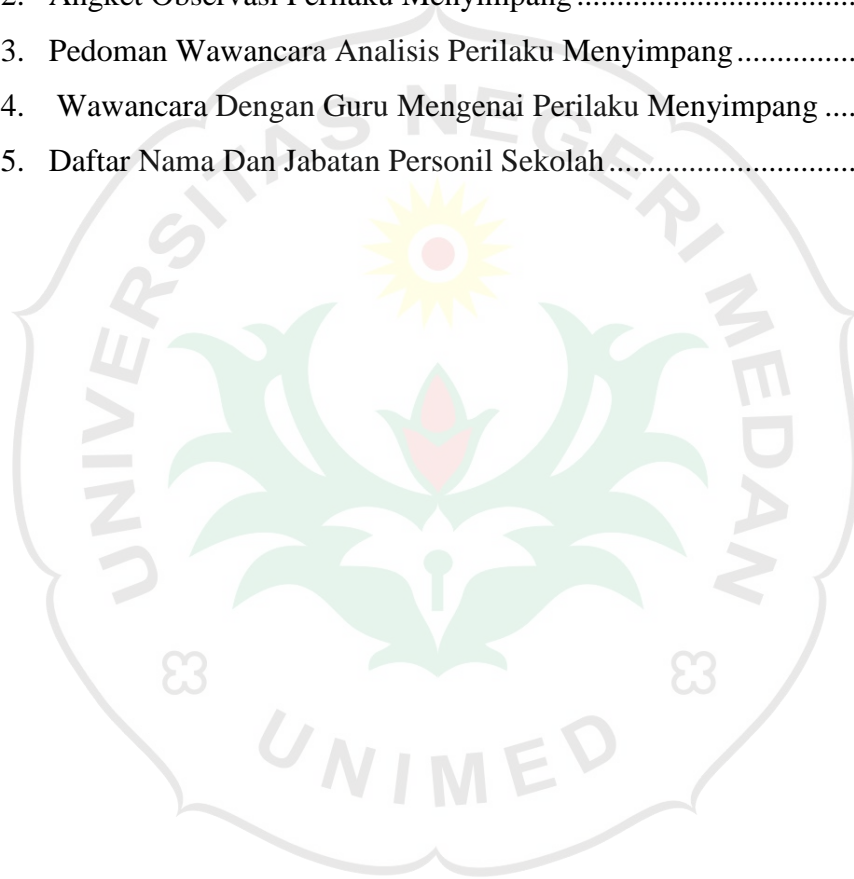 2. Angket Observasi Perilaku Menyimpang ...............................
3. Pedoman Wawancara Analisis Perilaku Menyimpang ...............
4. Wawancara Dengan Guru Mengenai Perilaku Menyimpang ....
5. Daftar Nama Dan Jabatan Personil Sekolah ...............................
UNIVERSITAS NEGERI MEDAN
UNIMED